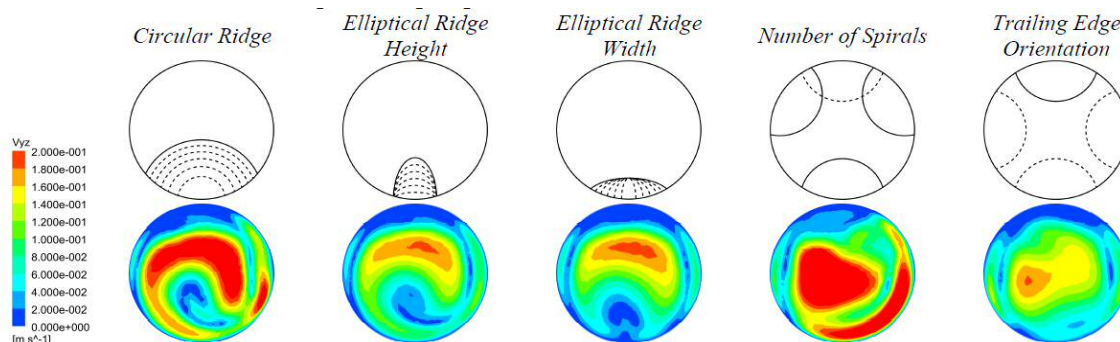 Circular Ridge
Elliptical Ridge
Height
Elliptical Ridge
Width
Number of Spirals
Trailing Edge
Orientation
Vyz
2.000e-001
1.800e-001
1.600e-001
1.400e-001
1.200e-001
1.000e-001
8.000e-002
6.000e-002
4.000e-002
2.000e-002
0.000e+000
[m s^-1]